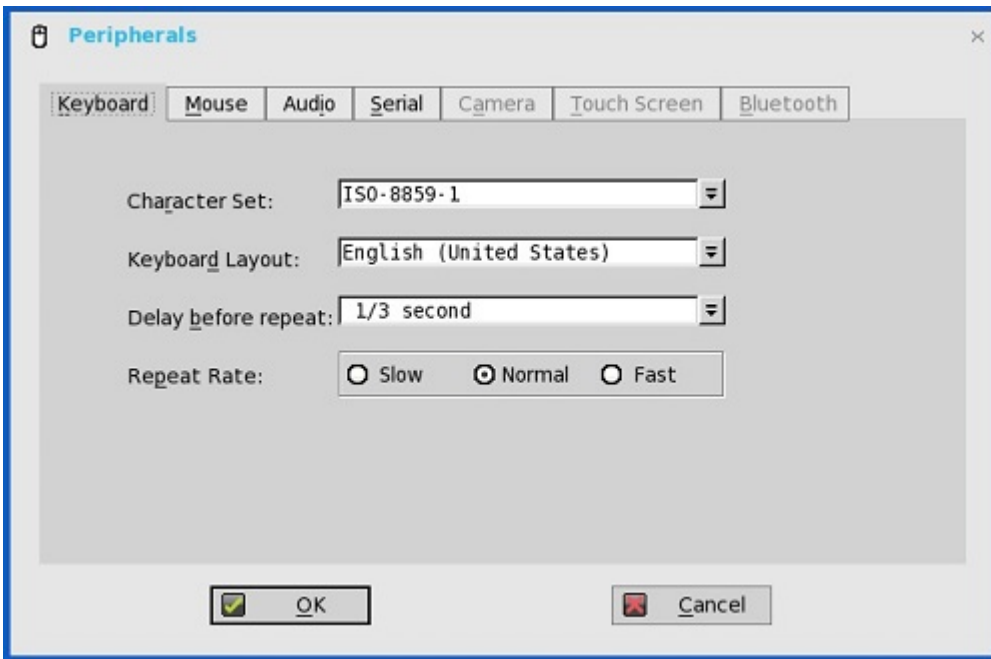 Peripherals
Keyboard Mouse Audio Serial Camera Touch Screen Bluetooth
Character Set: ISO-8859-1
Keyboard Layout: English (United States)
Delay before repeat: 1/3 second
Repeat Rate: Slow Normal Fast
OK Cancel